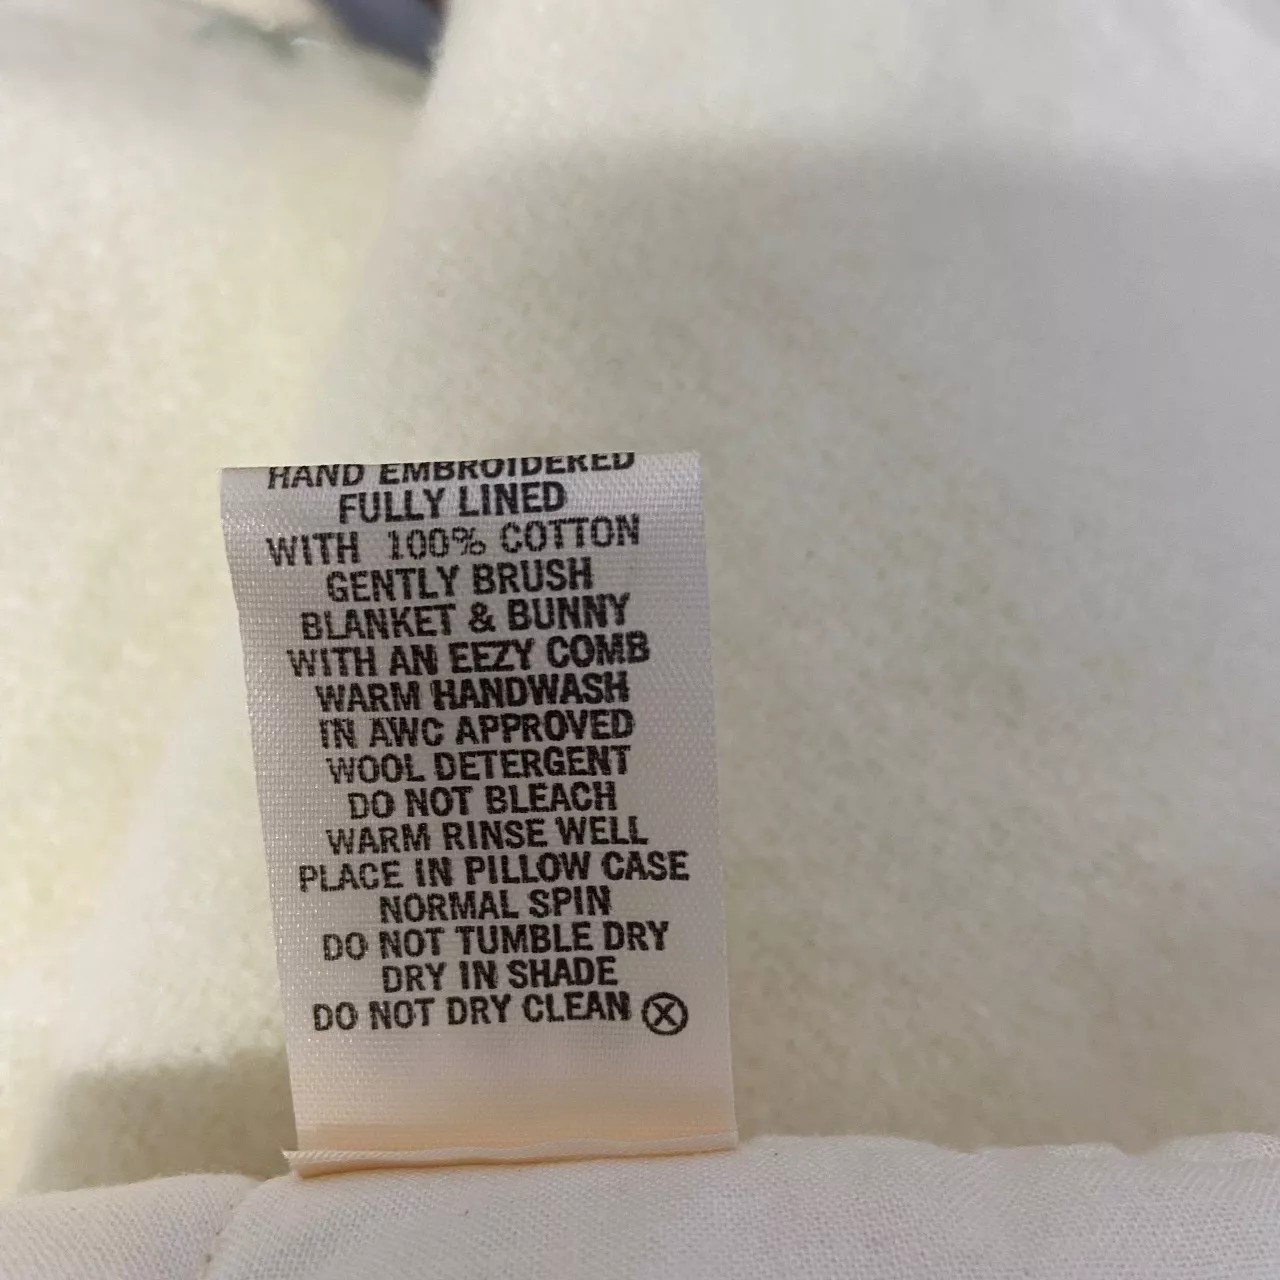 HAND EMBROIDERED
FULLY LINED
WITH 100% COTTON
GENTLY BRUSH
BLANKET & BUNNY
WITH AN EEZY COMB
WARM HANDWASH
IN AWC APPROVED
WOOL DETERGENT
DO NOT BLEACH
WARM RINSE WELL
PLACE IN PILLOW CASE
NORMAL SPIN
DO NOT TUMBLE DRY
DRY IN SHADE
DO NOT DRY CLEAN ⓧ